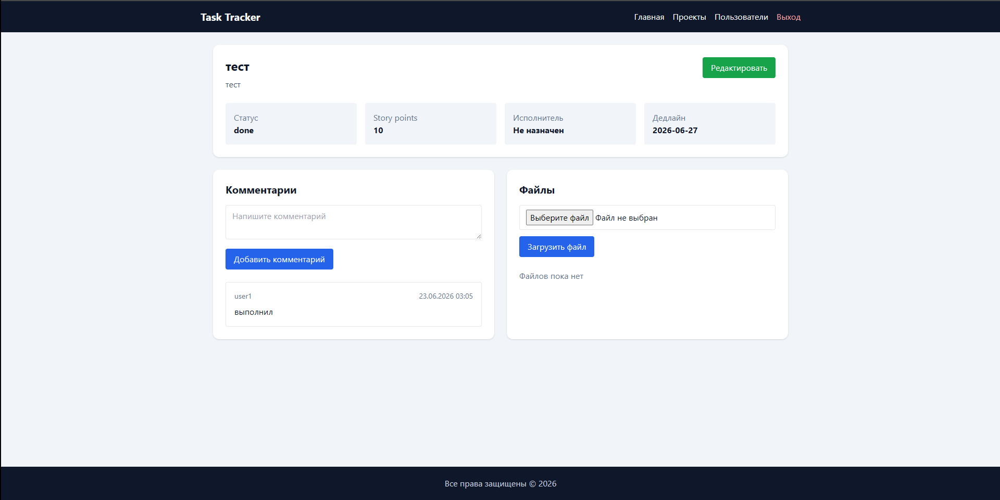 Task Tracker
Главная Проекты Пользователи Выход
тест
Редактировать
тест
Статус
done
Story points
10
Исполнитель
Не назначен
Дедлайн
2026-06-27
Комментарии
Напишите комментарий
Добавить комментарий
user1 23.06.2026 03:05
выполнил
Файлы
Выберите файл Файл не выбран
Загрузить файл
Файлов пока нет
Все права защищены © 2026